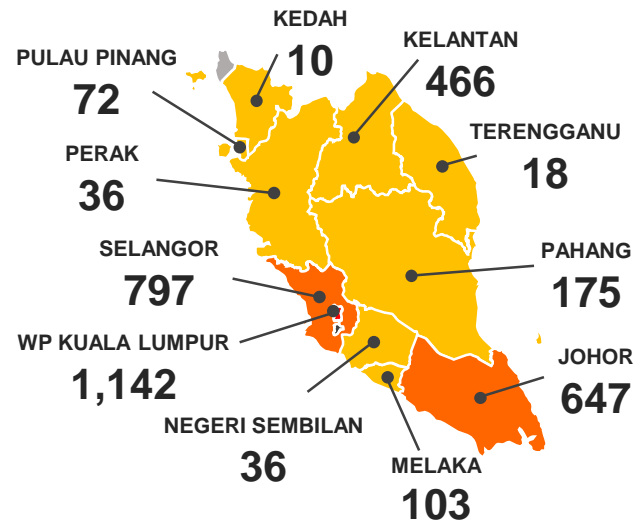 KEDAH
10
KELANTAN
466
PULAU PINANG
72
TERENGGANU
18
PERAK
36
SELANGOR
797
PAHANG
175
WP KUALA LUMPUR
1,142
JOHOR
647
NEGERI SEMBILAN
36
MELAKA
103